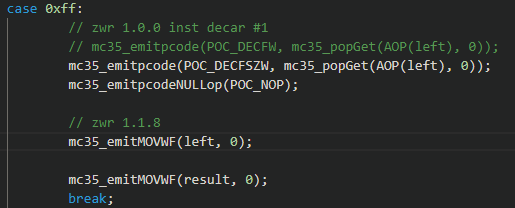 case 0xff:
// zwr 1.0.0 inst decar #1
// mc35_emitpcode(POC_DECFW, mc35_popGet(AOP(left), 0));
mc35_emitpcode(POC_DECFSZW, mc35_popGet(AOP(left), 0));
mc35_emitpcodeNULLop(POC_NOP);
// zwr 1.1.8
mc35_emitMOVWF(left, 0);
mc35_emitMOVWF(result, 0);
break;